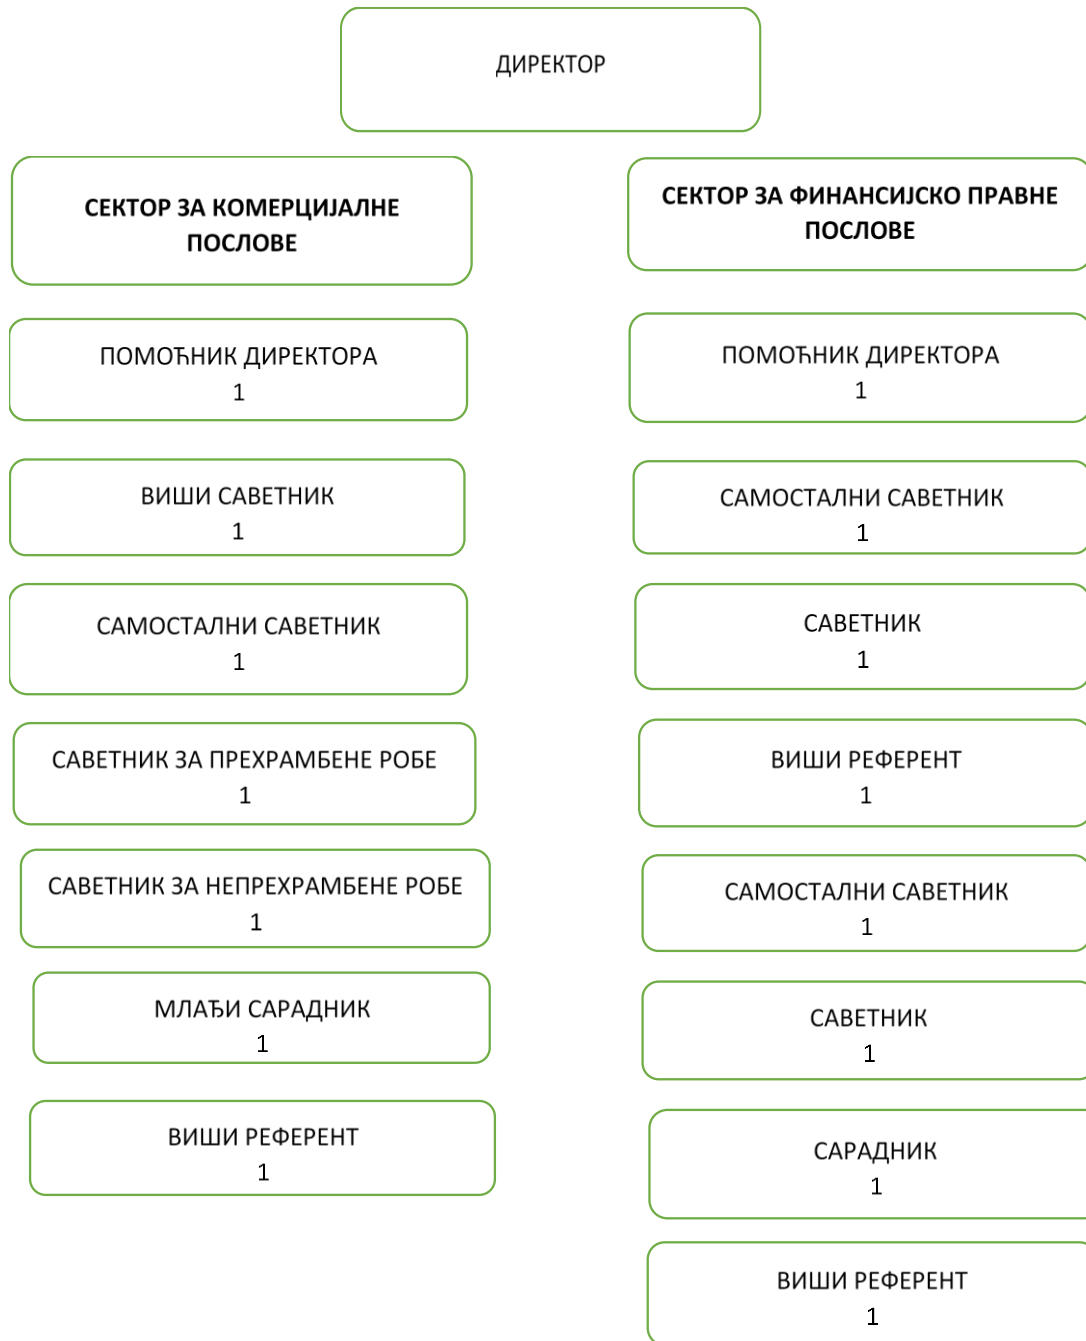 ДИРЕКТОР
СЕКТОР ЗА КОМЕРЦИЈАЛНЕ
ПОСЛОВЕ
ПОМОЋНИК ДИРЕКТОРА
1
ВИШИ САВЕТНИК
1
САМОСТАЛНИ САВЕТНИК
1
САВЕТНИК ЗА ПРЕХРАМБЕНЕ РОБЕ
1
САВЕТНИК ЗА НЕПРЕХРАМБЕНЕ РОБЕ
1
МЛАЂИ САРАДНИК
1
ВИШИ РЕФЕРЕНТ
1
СЕКТОР ЗА ФИНАНСИЈСКО ПРАВНЕ
ПОСЛОВЕ
ПОМОЋНИК ДИРЕКТОРА
1
САМОСТАЛНИ САВЕТНИК
1
САВЕТНИК
1
ВИШИ РЕФЕРЕНТ
1
САМОСТАЛНИ САВЕТНИК
1
САВЕТНИК
1
САРАДНИК
1
ВИШИ РЕФЕРЕНТ
1